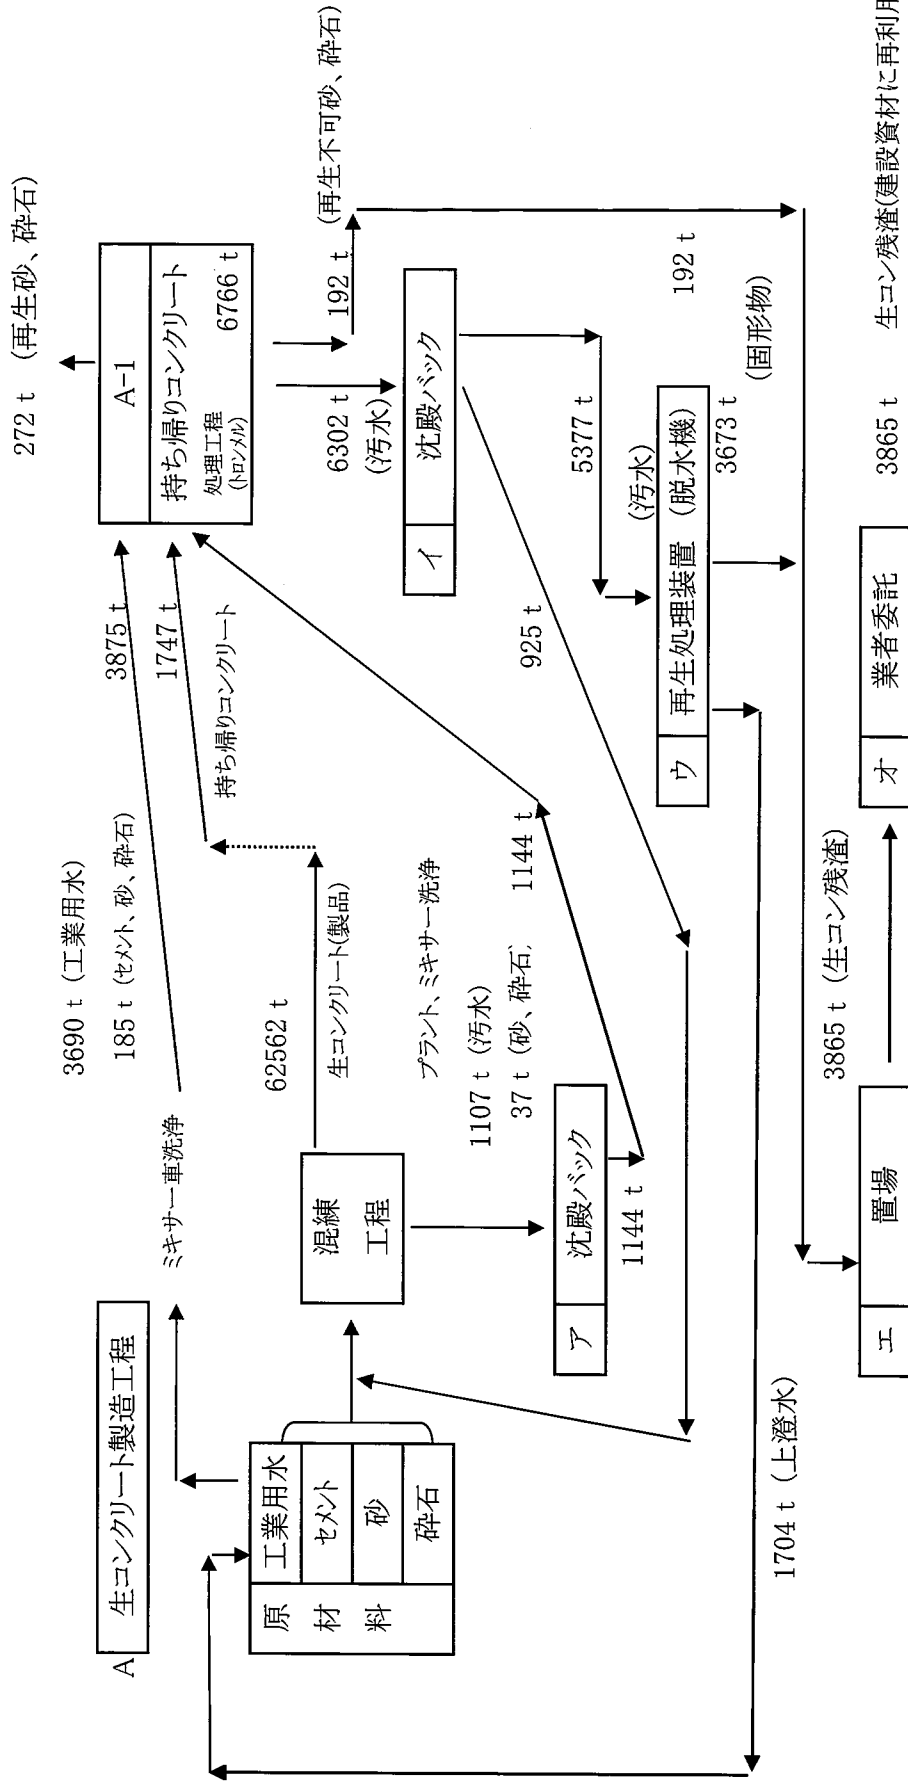 A 生コンクリート製造工程
原材料
工業用水
セメント
砂
砕石
ミキサー車洗浄
3690 t (工業用水)
185 t (セメント、砂、砕石)
3875 t
1747 t
持ち帰りコンクリート
272 t (再生砂、砕石)
A-1
持ち帰りコンクリート
処理工程
(トロンメル)
6766 t
混練
工程
62562 t
生コンクリート(製品)
プラント、ミキサー洗浄
1107 t (汚水)
37 t (砂、砕石)
1144 t
ア 沈殿バック
1144 t
6302 t
(汚水)
192 t
(再生不可砂、砕石)
イ 沈殿バック
925 t
5377 t
(汚水)
ウ 再生処理装置 (脱水機)
3673 t
(固形物)
192 t
1704 t (上澄水)
3865 t (生コン残渣)
エ 置場
オ 業者委託
3865 t 生コン残渣(建設資材に再利用